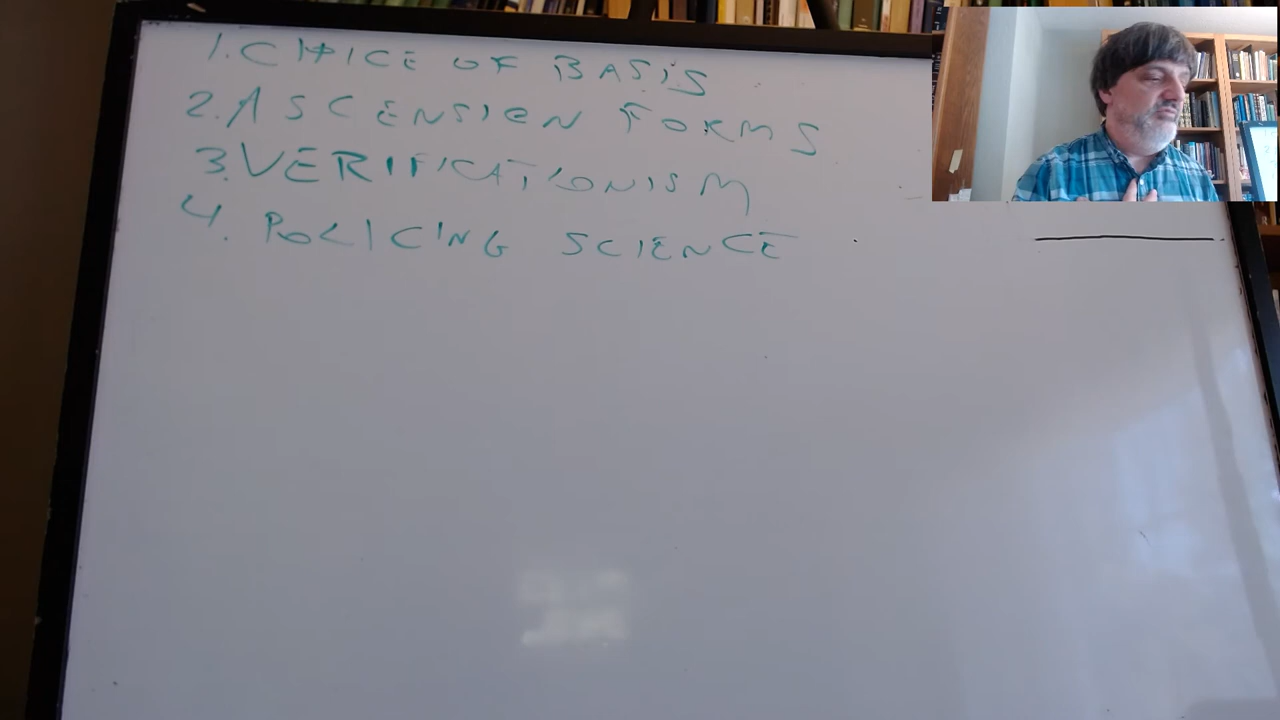 1. CHOICE OF BASIS
2. ASCENSION FORMS
3. VERIFICATIONISM
4. POLICING SCIENCE